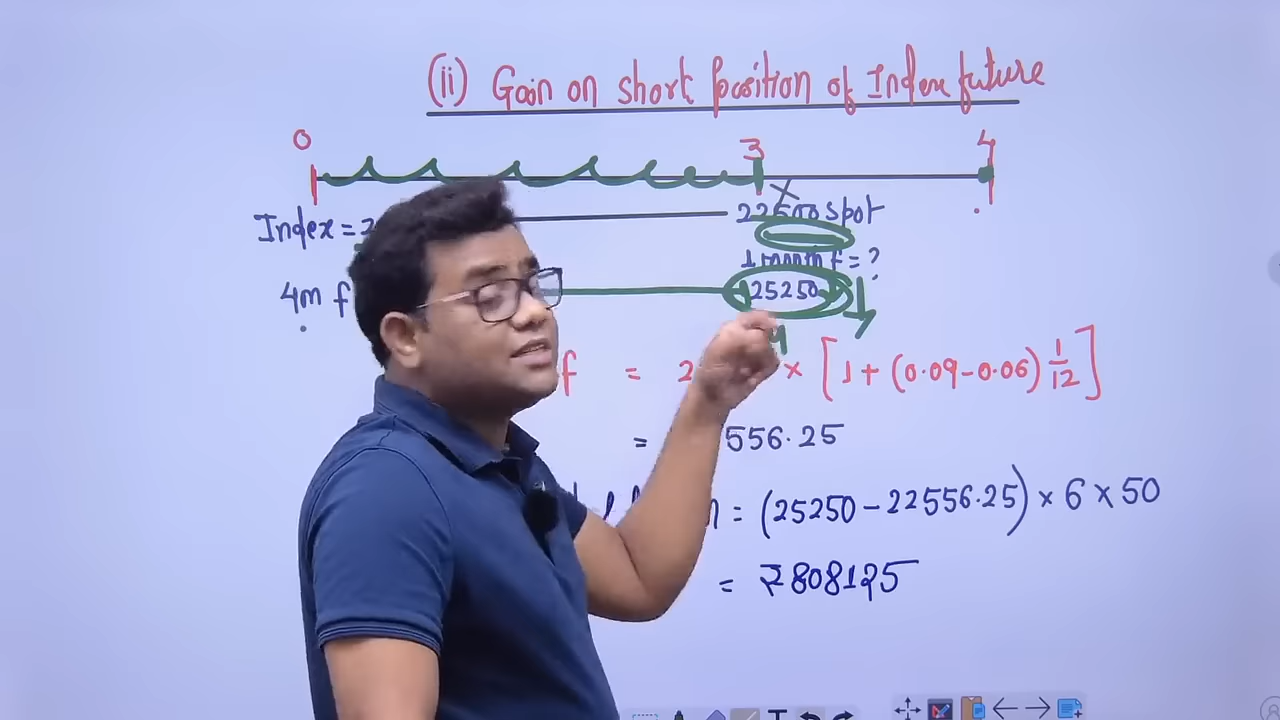 (ii) Gain on short position of Index future
0 3 4
Index = 22500 spot
1 month f = ?
4m f 25250
f = 2 × [1 + (0.09-0.06) 1/12]
= 556.25
= (25250 - 22556.25) × 6 × 50
= ₹808125